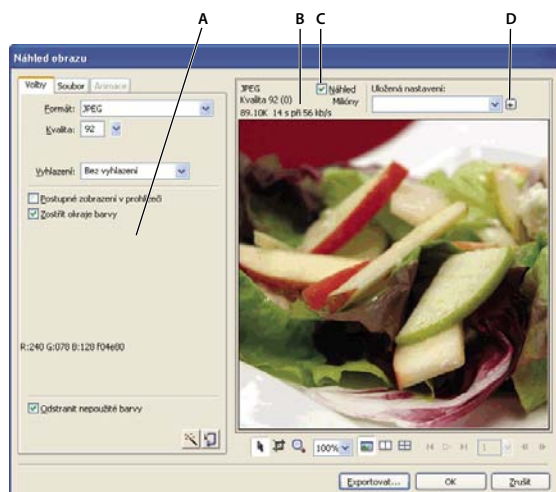 A
B
C
D
Náhled obrazu
Volby Soubor Animace
Formát: JPEG
Kvalita: 92
Vyhlazení: Bez vyhlazení
Postupné zobrazení v prohlížeči
Zostřit okraje barvy
R:240 G:078 B:128 f04e80
Odstranit nepoužité barvy
JPEG
Kvalita 92 (0)
89.10K 14 s při 56 kb/s
Náhled
Milióny
Uložená nastavení:
100%
1
Exportovat... OK Zrušit